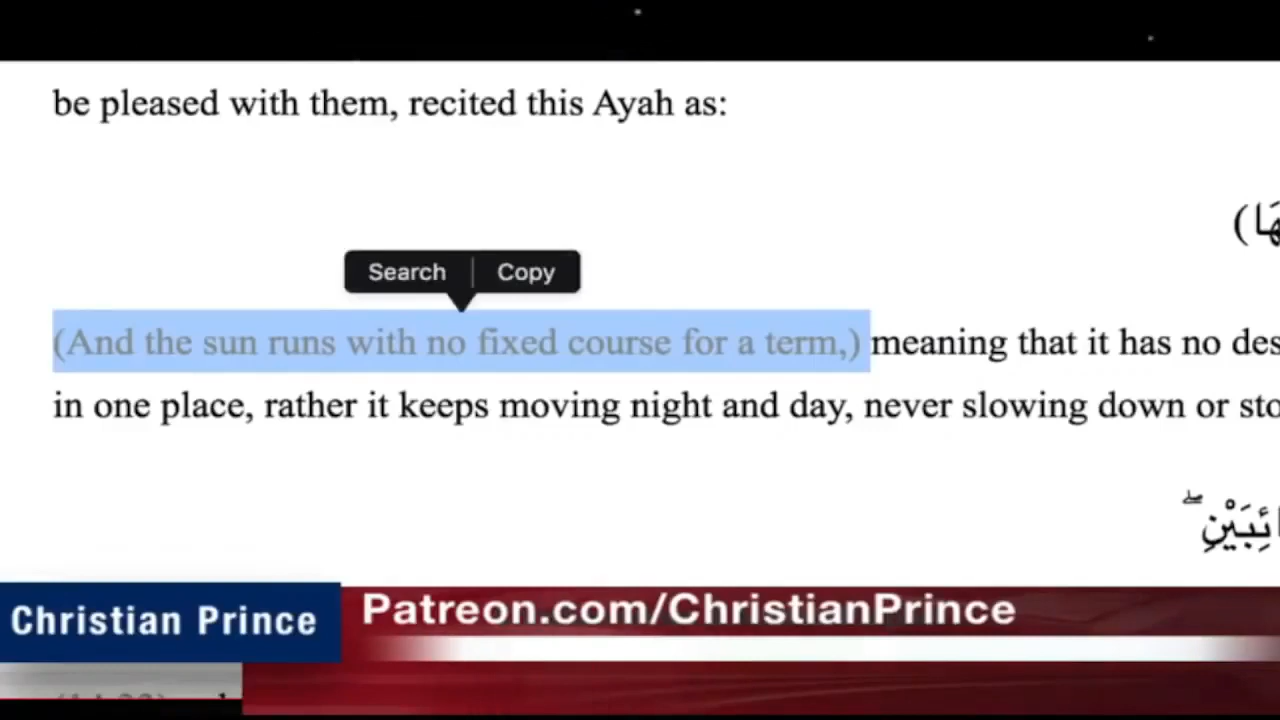 be pleased with them, recited this Ayah as:
Search Copy
(And the sun runs with no fixed course for a term,) meaning that it has no
in one place, rather it keeps moving night and day, never slowing down or
Christian Prince
Patreon.com/ChristianPrince